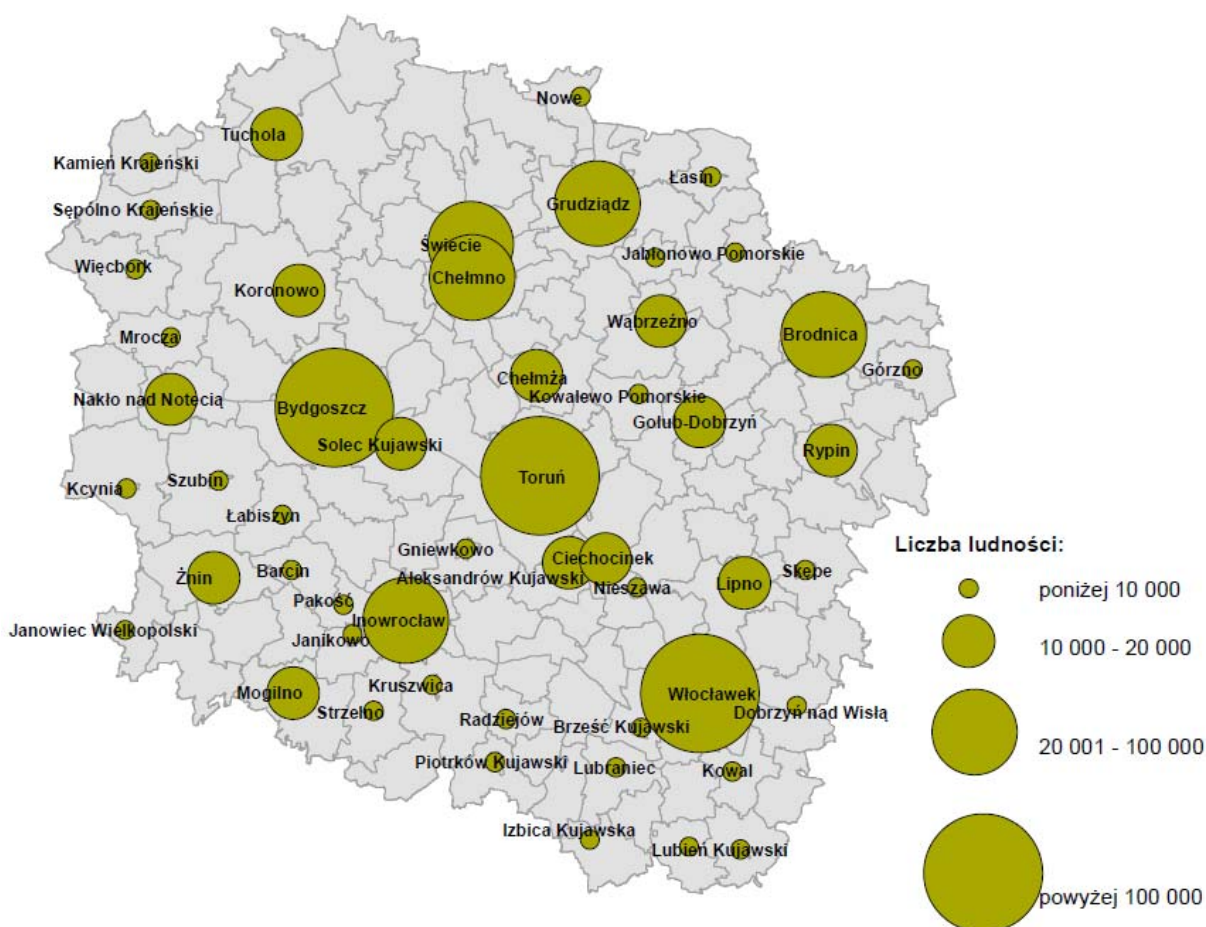 Nowe
Tuchola
Kamień Krajeński
Łasin
Sępólno Krajeńskie
Grudziądz
Świecie
Jabłonowo Pomorskie
Więcbork
Chełmno
Koronowo
Wąbrzeźno
Mrocza
Brodnica
Górzno
Chełmża
Kowalewo Pomorskie
Nakło nad Notecią
Bydgoszcz
Golub-Dobrzyń
Solec Kujawski
Rypin
Toruń
Szubin
Kcynia
Łabiszyn
Gniewkowo
Ciechocinek
Barcin
Skępe
Żnin
Aleksandrów Kujawski
Nieszawa
Lipno
Pakość
Inowrocław
Janowiec Wielkopolski
Janikowo
Kruszwica
Mogilno
Włocławek
Strzelno
Radziejów
Brześć Kujawski
Dobrzyń nad Wisłą
Piotrków Kujawski
Lubraniec
Kowal
Izbica Kujawska
Lubień Kujawski
Liczba ludności:
poniżej 10 000
10 000 - 20 000
20 001 - 100 000
powyżej 100 000